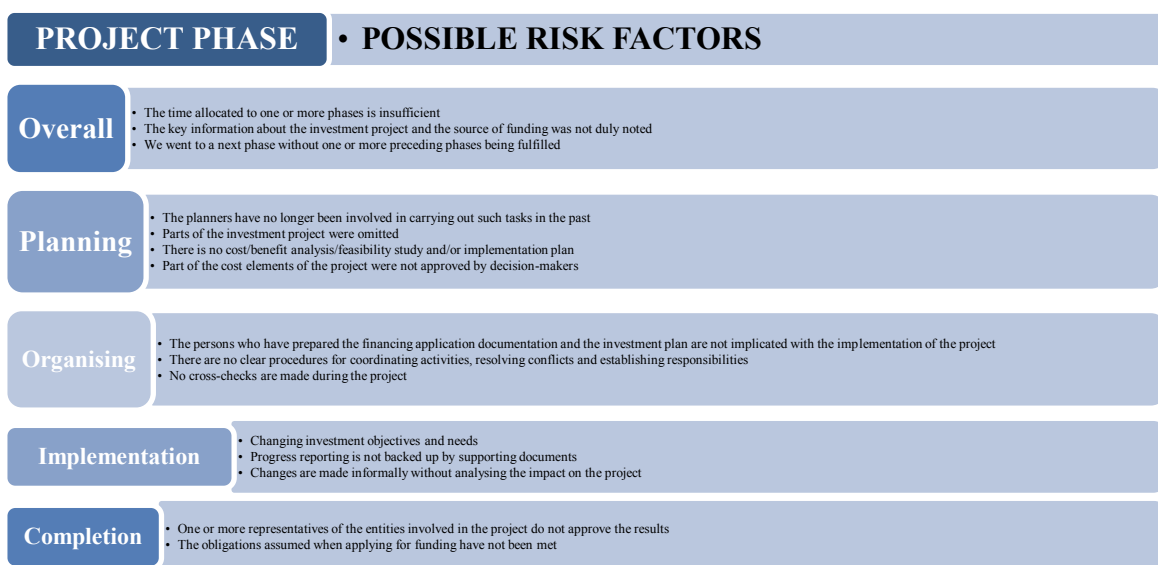 PROJECT PHASE
• POSSIBLE RISK FACTORS
Overall
• The time allocated to one or more phases is insufficient
• The key information about the investment project and the source of funding was not duly noted
• We went to a next phase without one or more preceding phases being fulfilled
Planning
• The planners have no longer been involved in carrying out such tasks in the past
• Parts of the investment project were omitted
• There is no cost/benefit analysis/feasibility study and/or implementation plan
• Part of the cost elements of the project were not approved by decision-makers
Organising
• The persons who have prepared the financing application documentation and the investment plan are not implicated with the implementation of the project
• There are no clear procedures for coordinating activities, resolving conflicts and establishing responsibilities
• No cross-checks are made during the project
Implementation
• Changing investment objectives and needs
• Progress reporting is not backed up by supporting documents
• Changes are made informally without analysing the impact on the project
Completion
• One or more representatives of the entities involved in the project do not approve the results
• The obligations assumed when applying for funding have not been met